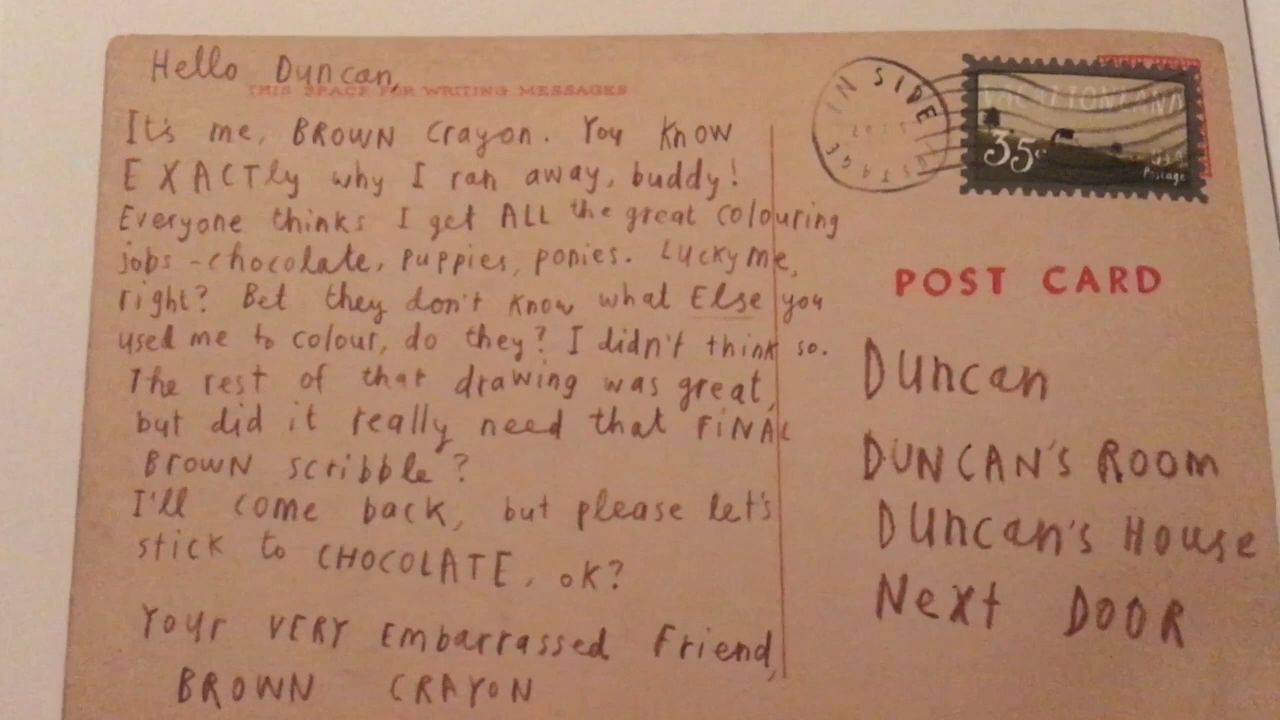 Hello Duncan,
THIS SPACE FOR WRITING MESSAGES
It's me, BROWN Crayon. You know
EXACTly why I ran away, buddy!
Everyone thinks I get ALL the great colouring
jobs - chocolate, puppies, ponies. Lucky me,
right? Bet they don't know what Else you
used me to colour, do they? I didn't think so.
The rest of that drawing was great,
but did it really need that FiNAL
BROWN scribble?
I'll come back, but please let's
stick to CHOCOLATE, OK?
Your VERY Embarrassed Friend,
BROWN CRAYON
IN SIDE
VACATIONLAND
35c
USA
Postage
POST CARD
Duncan
DUNCAN'S ROOM
Duncan's House
Next DOOR